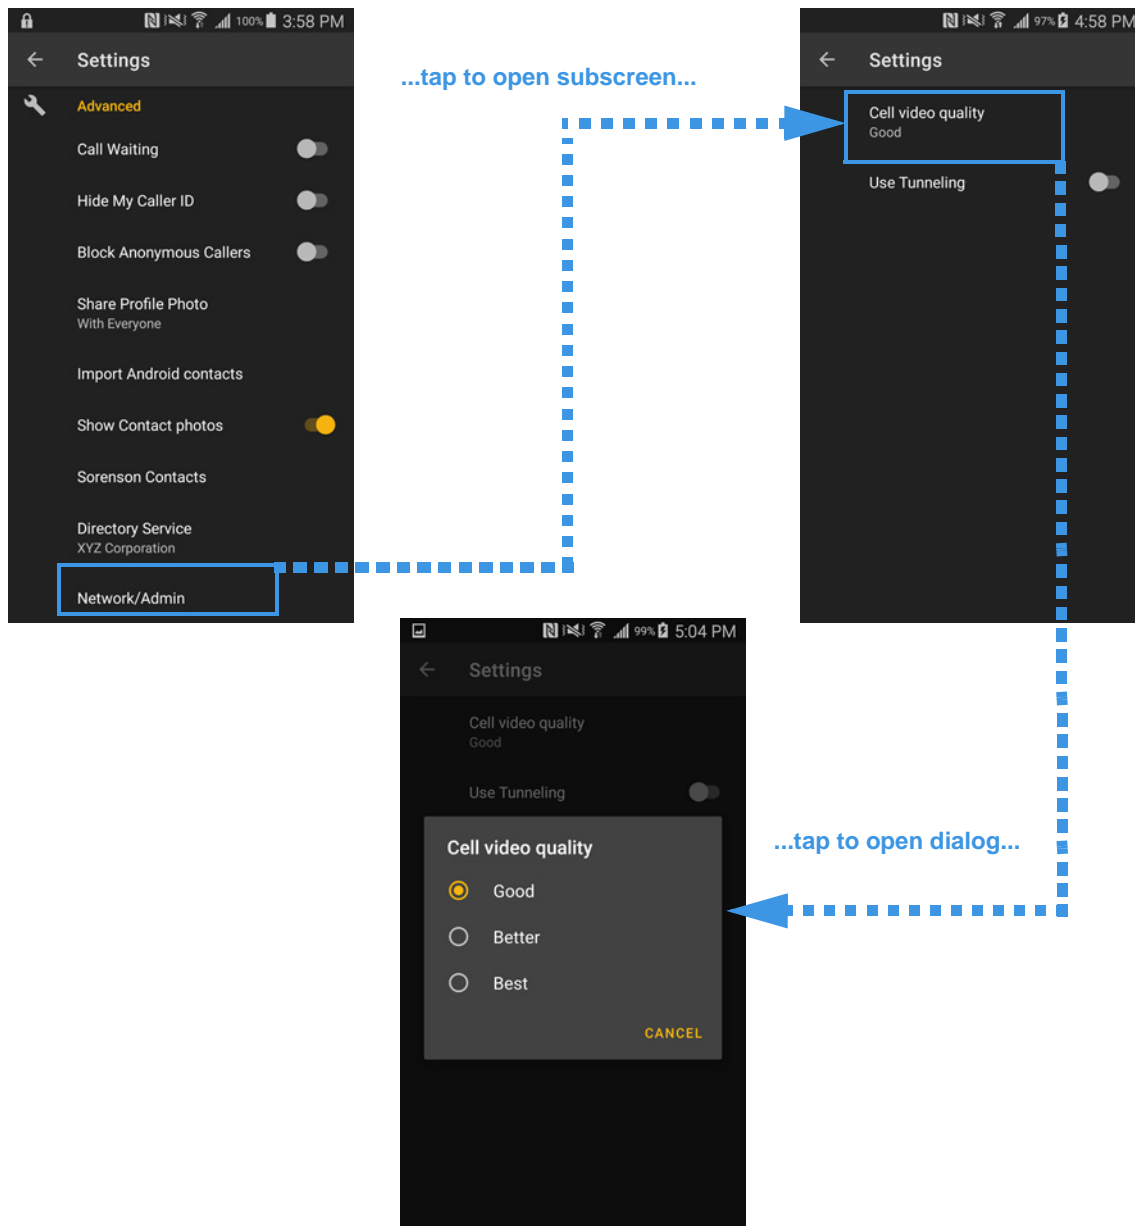 100% 3:58 PM
Settings
Advanced
Call Waiting
Hide My Caller ID
Block Anonymous Callers
Share Profile Photo
With Everyone
Import Android contacts
Show Contact photos
Sorenson Contacts
Directory Service
XYZ Corporation
Network/Admin
...tap to open subscreen...
97% 4:58 PM
Settings
Cell video quality
Good
Use Tunneling
...tap to open dialog...
99% 5:04 PM
Settings
Cell video quality
Good
Use Tunneling
Cell video quality
Good
Better
Best
CANCEL